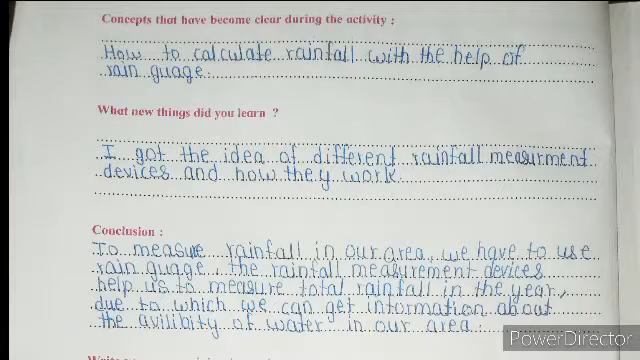 Concepts that have become clear during the activity :
How to calculate rainfall with the help of
rain guage
What new things did you learn ?
I got the idea of different rainfall measurment
devices and how they work
Conclusion :
To measure rainfall in our area, we have to use
rain guage. the rainfall measurement devices
help us to measure total rainfall in the year,
due to which we can get information about
the avilibity of water in our area.
PowerDirector